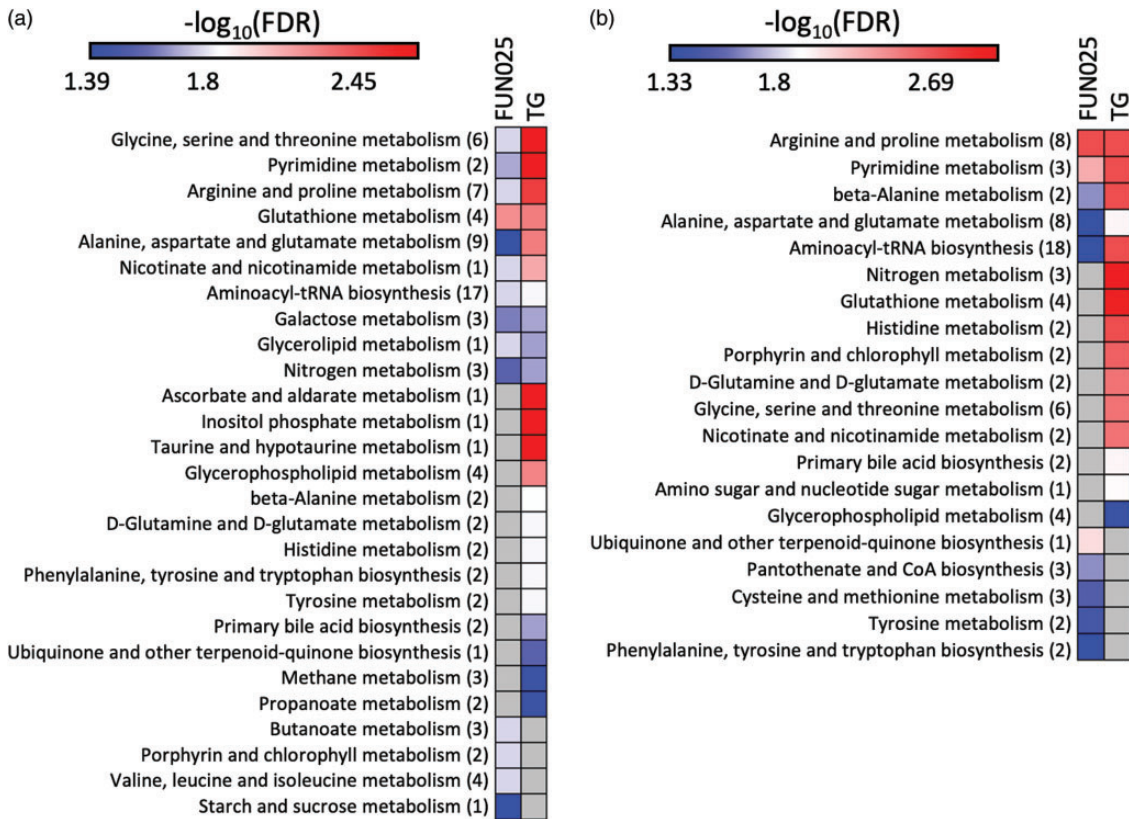 (a)
-log10(FDR)
1.39
1.8
2.45
FUN025
TG
Glycine, serine and threonine metabolism (6)
Pyrimidine metabolism (2)
Arginine and proline metabolism (7)
Glutathione metabolism (4)
Alanine, aspartate and glutamate metabolism (9)
Nicotinate and nicotinamide metabolism (1)
Aminoacyl-tRNA biosynthesis (17)
Galactose metabolism (3)
Glycerolipid metabolism (1)
Nitrogen metabolism (3)
Ascorbate and aldarate metabolism (1)
Inositol phosphate metabolism (1)
Taurine and hypotaurine metabolism (1)
Glycerophospholipid metabolism (4)
beta-Alanine metabolism (2)
D-Glutamine and D-glutamate metabolism (2)
Histidine metabolism (2)
Phenylalanine, tyrosine and tryptophan biosynthesis (2)
Tyrosine metabolism (2)
Primary bile acid biosynthesis (2)
Ubiquinone and other terpenoid-quinone biosynthesis (1)
Methane metabolism (3)
Propanoate metabolism (2)
Butanoate metabolism (3)
Porphyrin and chlorophyll metabolism (2)
Valine, leucine and isoleucine metabolism (4)
Starch and sucrose metabolism (1)
(b)
-log10(FDR)
1.33
1.8
2.69
FUN025
TG
Arginine and proline metabolism (8)
Pyrimidine metabolism (3)
beta-Alanine metabolism (2)
Alanine, aspartate and glutamate metabolism (8)
Aminoacyl-tRNA biosynthesis (18)
Nitrogen metabolism (3)
Glutathione metabolism (4)
Histidine metabolism (2)
Porphyrin and chlorophyll metabolism (2)
D-Glutamine and D-glutamate metabolism (2)
Glycine, serine and threonine metabolism (6)
Nicotinate and nicotinamide metabolism (2)
Primary bile acid biosynthesis (2)
Amino sugar and nucleotide sugar metabolism (1)
Glycerophospholipid metabolism (4)
Ubiquinone and other terpenoid-quinone biosynthesis (1)
Pantothenate and CoA biosynthesis (3)
Cysteine and methionine metabolism (3)
Tyrosine metabolism (2)
Phenylalanine, tyrosine and tryptophan biosynthesis (2)